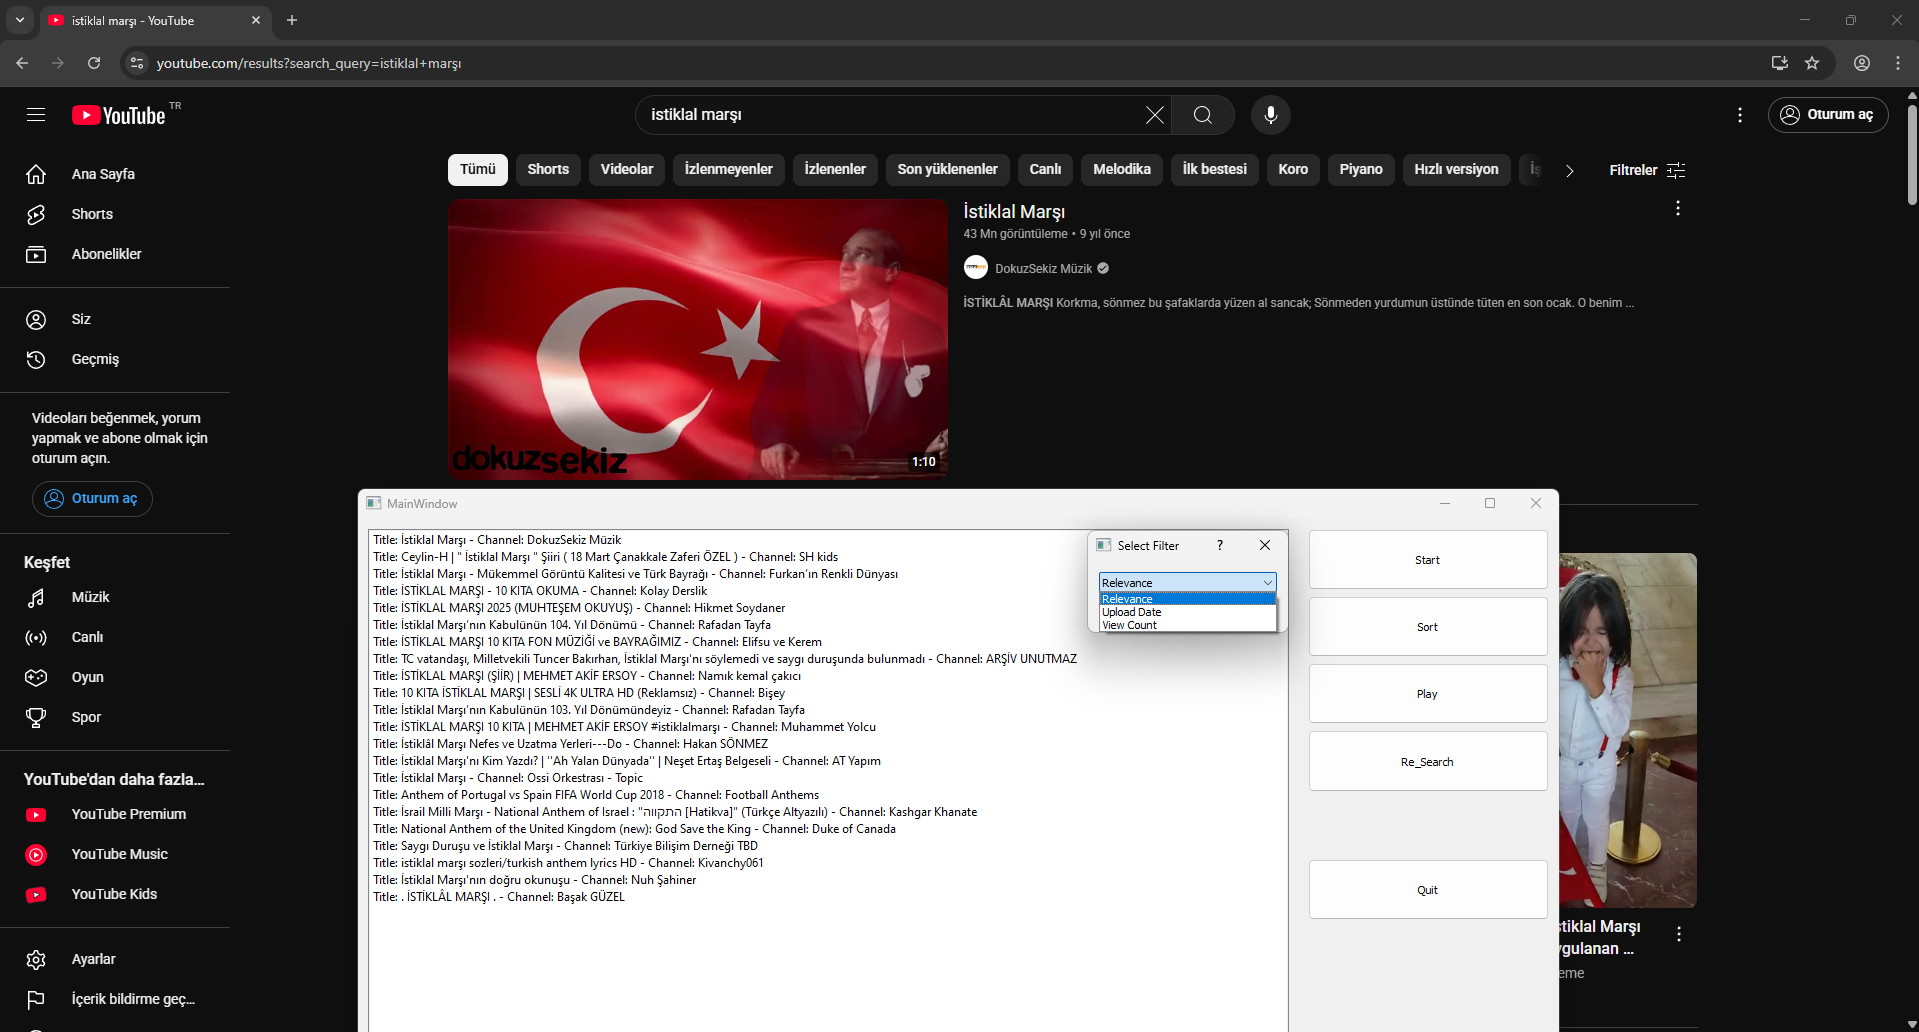 istiklal marşı - YouTube
youtube.com/results?search_query=istiklal+marşı
YouTube TR
istiklal marşı
Oturum aç
Tümü
Shorts
Videolar
İzlenmeyenler
İzlenenler
Son yüklenenler
Canlı
Melodika
İlk bestesi
Koro
Piyano
Hızlı versiyon
İş
Filtreler
Ana Sayfa
Shorts
Abonelikler
Siz
Geçmiş
Videoları beğenmek, yorum
yapmak ve abone olmak için
oturum açın.
Oturum aç
Keşfet
Müzik
Canlı
Oyun
Spor
YouTube'dan daha fazla...
YouTube Premium
YouTube Music
YouTube Kids
Ayarlar
İçerik bildirme geç...
dokuzsekiz
1:10
İstiklal Marşı
43 Mn görüntüleme • 9 yıl önce
DokuzSekiz Müzik
İSTİKLÂL MARŞI Korkma, sönmez bu şafaklarda yüzen al sancak; Sönmeden yurdumun üstünde tüten en son ocak. O benim ...
MainWindow
Title: İstiklal Marşı - Channel: DokuzSekiz Müzik
Title: Ceylin-H | " İstiklal Marşı " Şiiri ( 18 Mart Çanakkale Zaferi ÖZEL ) - Channel: SH kids
Title: İstiklal Marşı - Mükemmel Görüntü Kalitesi ve Türk Bayrağı - Channel: Furkan'ın Renkli Dünyası
Title: İSTİKLAL MARŞI - 10 KITA OKUMA - Channel: Kolay Derslik
Title: İSTİKLAL MARŞI 2025 (MUHTEŞEM OKUYUŞ) - Channel: Hikmet Soydaner
Title: İstiklal Marşı'nın Kabulünün 104. Yıl Dönümü - Channel: Rafadan Tayfa
Title: İSTİKLAL MARŞI 10 KITA FON MÜZİĞİ ve BAYRAĞIMIZ - Channel: Elifsu ve Kerem
Title: TC vatandaşı, Milletvekili Tuncer Bakırhan, İstiklal Marşı'nı söylemedi ve saygı duruşunda bulunmadı - Channel: ARŞİV UNUTMAZ
Title: İSTİKLAL MARŞI (ŞİİR) | MEHMET AKİF ERSOY - Channel: Namık kemal çakıcı
Title: 10 KITA İSTİKLAL MARŞI | SESLİ 4K ULTRA HD (Reklamsız) - Channel: Bişey
Title: İstiklal Marşı'nın Kabulünün 103. Yıl Dönümündeyiz - Channel: Rafadan Tayfa
Title: İSTİKLAL MARŞI 10 KITA | MEHMET AKİF ERSOY #istiklalmarşı - Channel: Muhammet Yolcu
Title: İstiklâl Marşı Nefes ve Uzatma Yerleri---Do - Channel: Hakan SÖNMEZ
Title: İstiklal Marşı'nı Kim Yazdı? | ''Ah Yalan Dünyada'' | Neşet Ertaş Belgeseli - Channel: AT Yapım
Title: İstiklal Marşı - Channel: Ossi Orkestrası - Topic
Title: Anthem of Portugal vs Spain FIFA World Cup 2018 - Channel: Football Anthems
Title: İsrail Milli Marşı - National Anthem of Israel : "התקווה [Hatikva]" (Türkçe Altyazılı) - Channel: Kashgar Khanate
Title: National Anthem of the United Kingdom (new): God Save the King - Channel: Duke of Canada
Title: Saygı Duruşu ve İstiklal Marşı - Channel: Türkiye Bilişim Derneği TBD
Title: istiklal marşı sozleri/turkish anthem lyrics HD - Channel: Kivanchy061
Title: İstiklal Marşı'nın doğru okunuşu - Channel: Nuh Şahiner
Title: . İSTİKLÂL MARŞI . - Channel: Başak GÜZEL
Select Filter
?
Relevance
Relevance
Upload Date
View Count
Start
Sort
Play
Re_Search
Quit
stiklal Marşı
ygulanan ...
eme